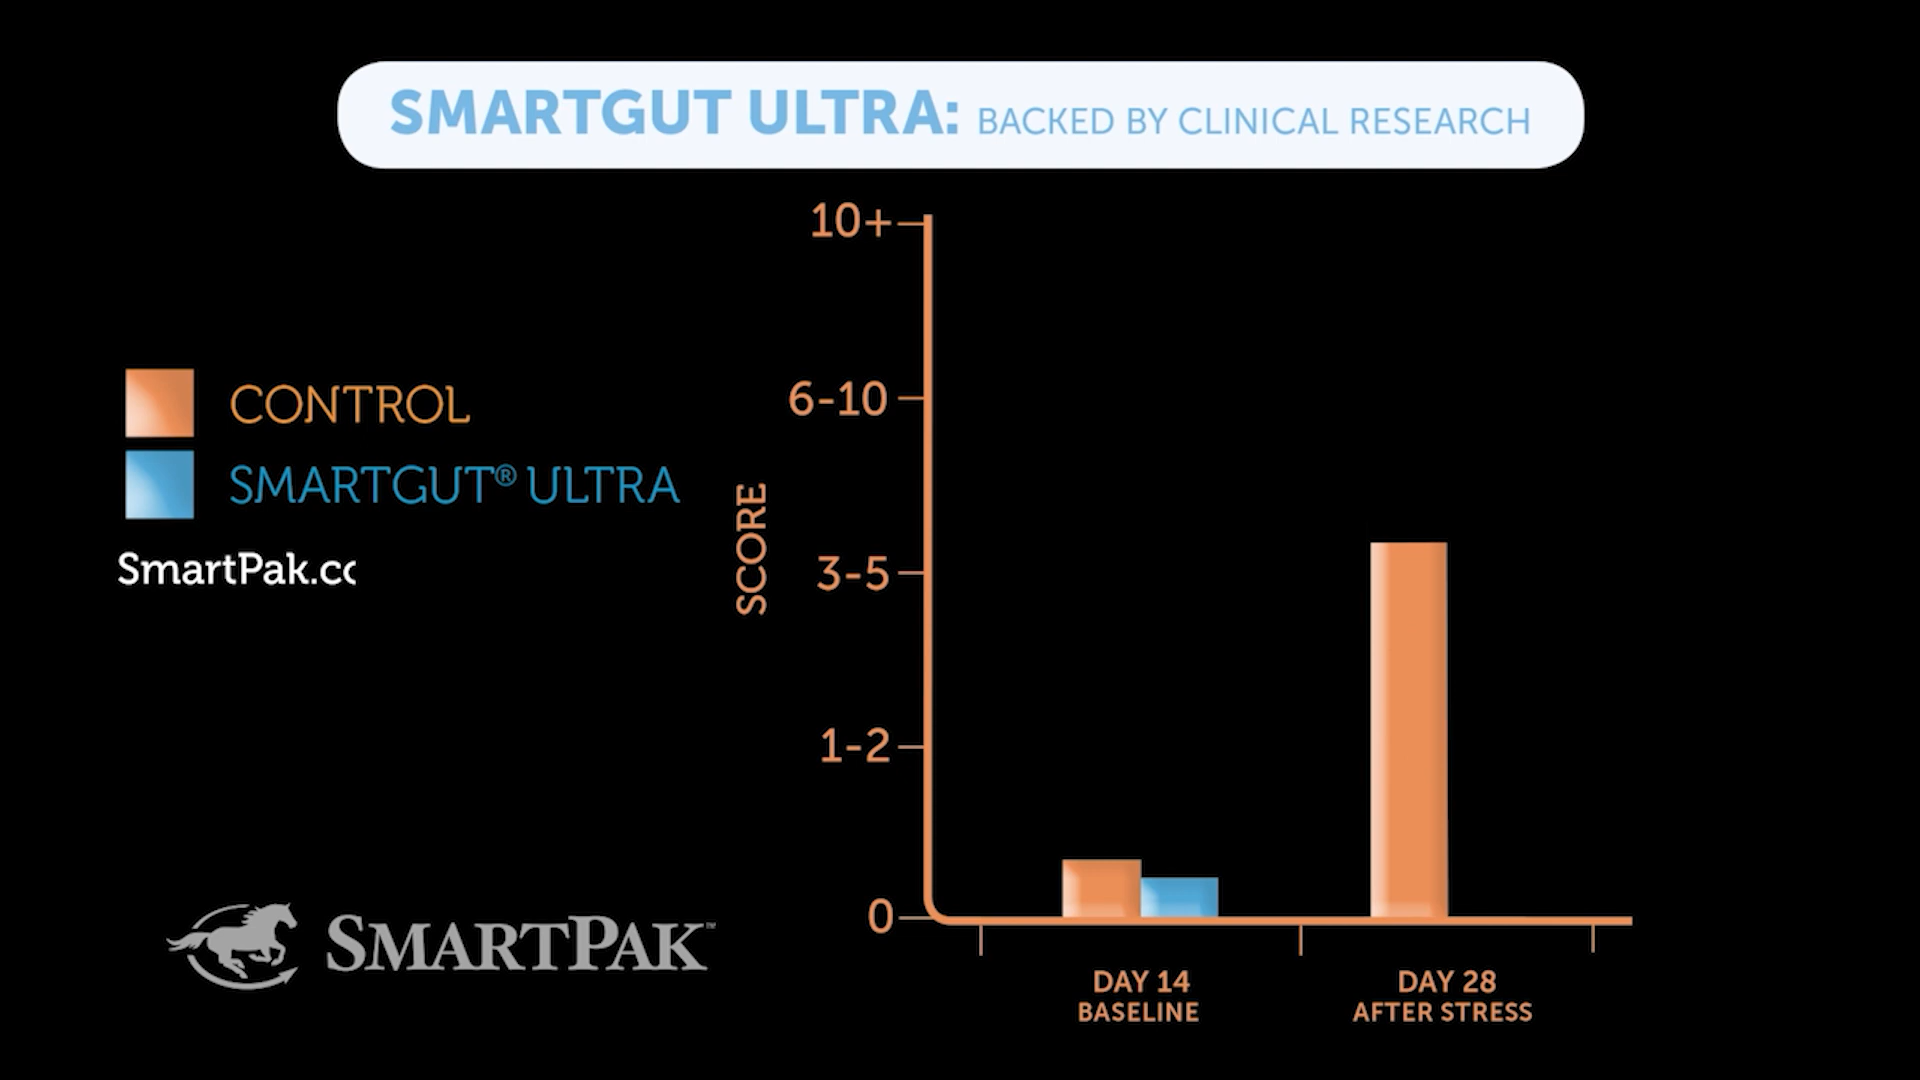 SMARTGUT ULTRA: BACKED BY CLINICAL RESEARCH
10+
6-10
3-5
1-2
0
SCORE
CONTROL
SMARTGUT® ULTRA
SmartPak.cc
SMARTPAK™
DAY 14
BASELINE
DAY 28
AFTER STRESS